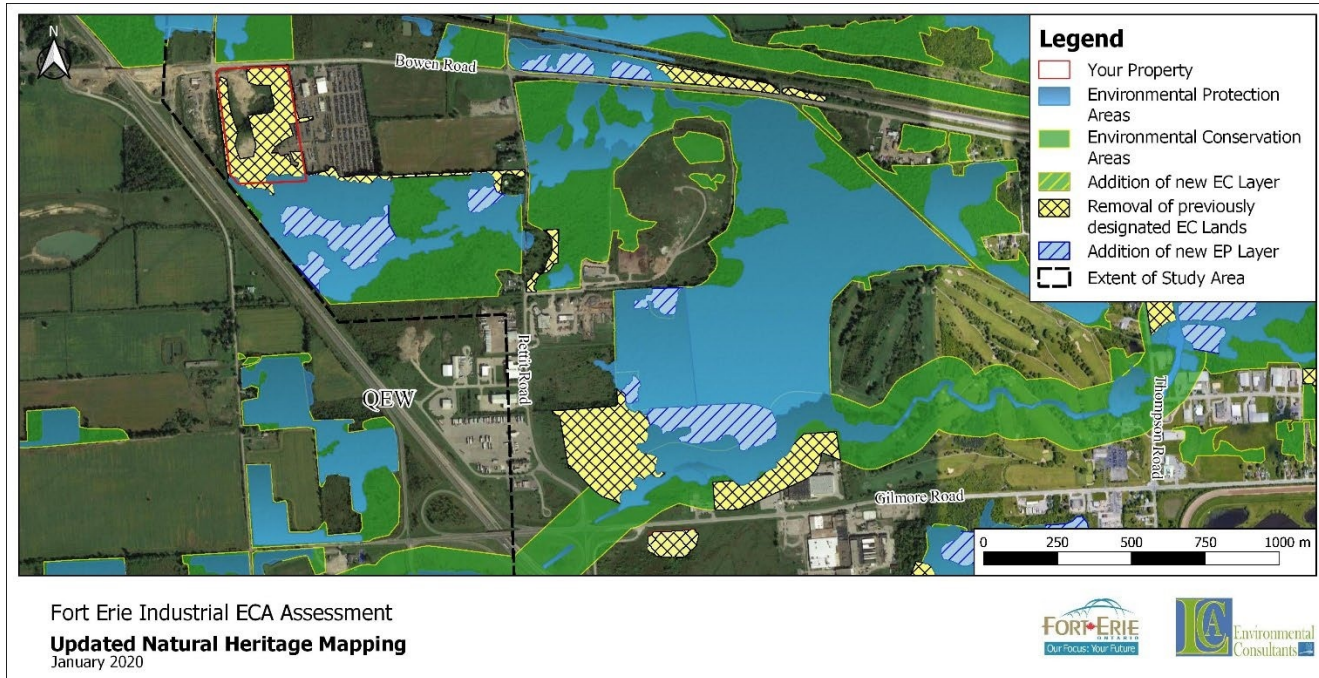 N
Bowen Road
Pettit Road
QEW
Gilmore Road
Thompson Road
Legend
Your Property
Environmental Protection
Areas
Environmental Conservation
Areas
Addition of new EC Layer
Removal of previously
designated EC Lands
Addition of new EP Layer
Extent of Study Area
0 250 500 750 1000 m
Fort Erie Industrial ECA Assessment
Updated Natural Heritage Mapping
January 2020
FORT ERIE
ONTARIO
Our Focus: Your Future
LCA
Environmental
Consultants